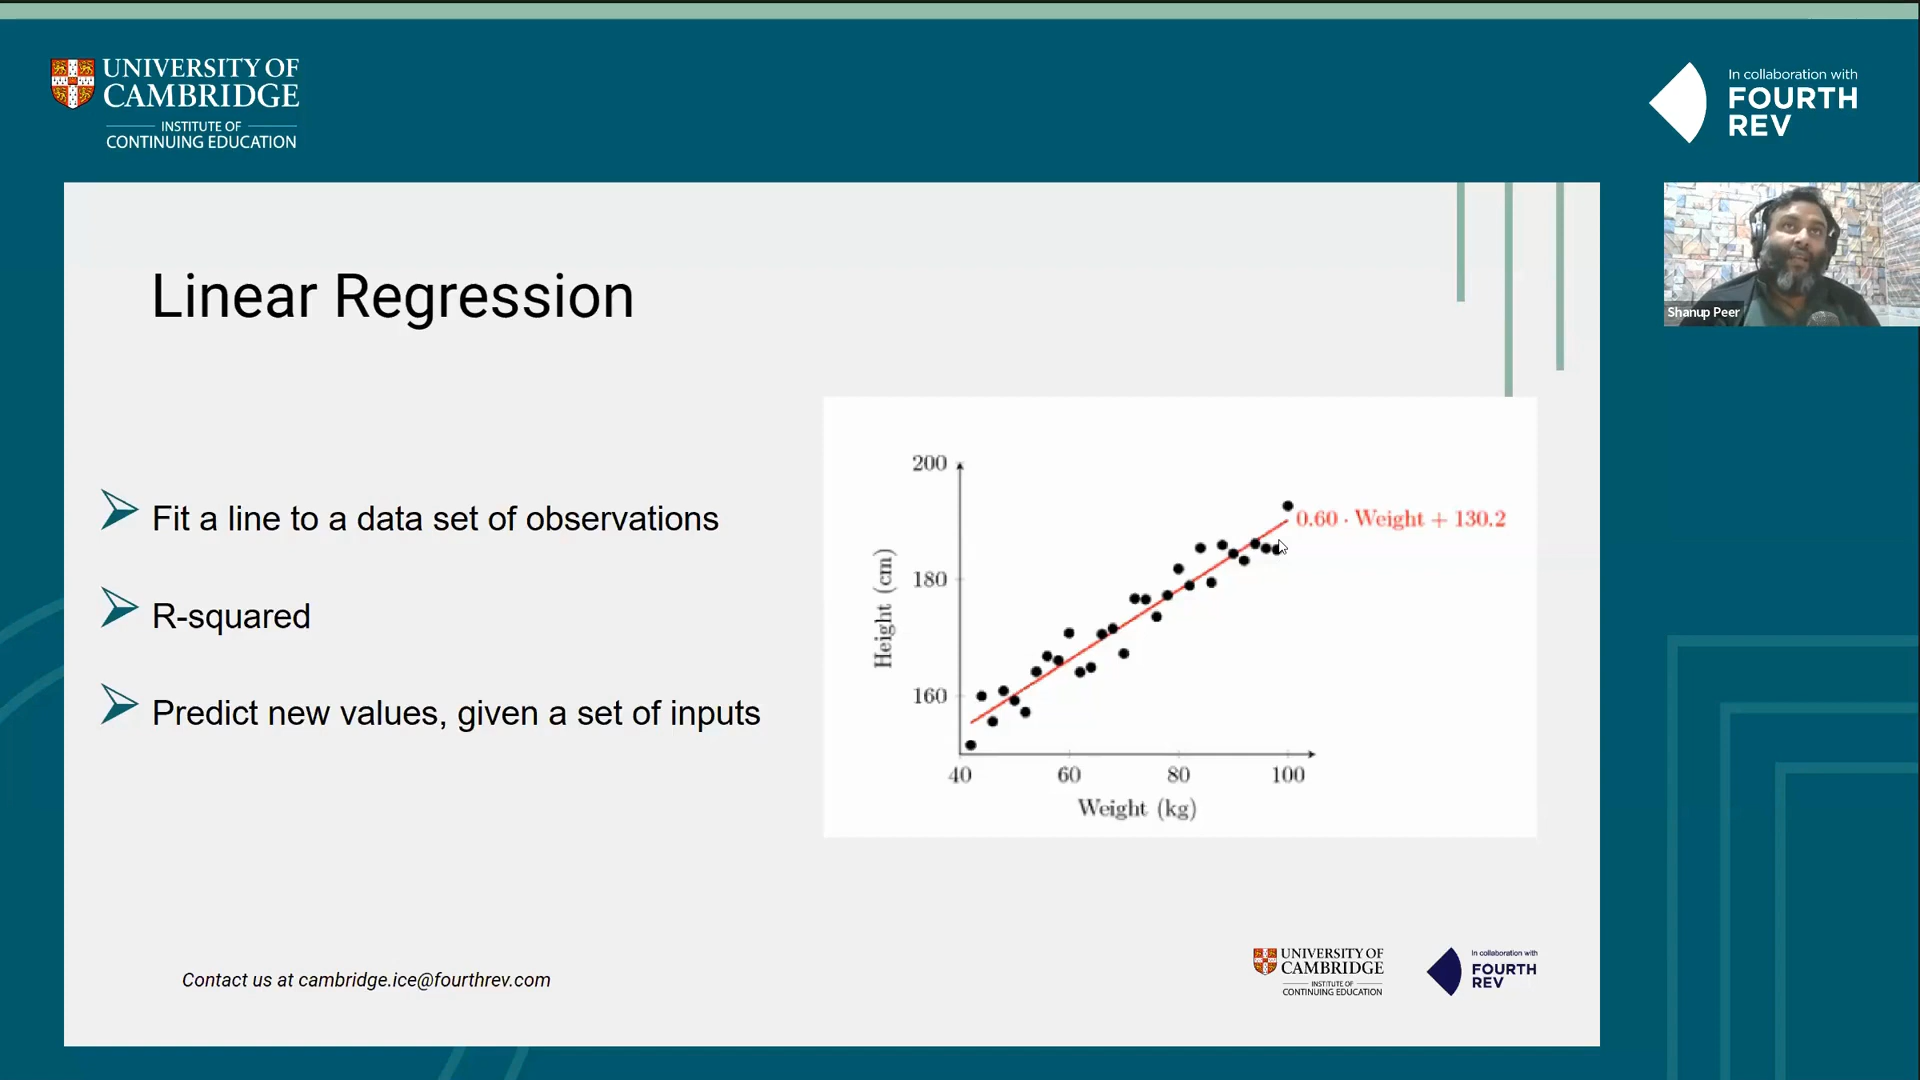 UNIVERSITY OF
CAMBRIDGE
INSTITUTE OF
CONTINUING EDUCATION
In collaboration with
FOURTH
REV
Shanup Peer
Linear Regression
Fit a line to a data set of observations
R-squared
Predict new values, given a set of inputs
200
180
160
Height (cm)
0.60 · Weight + 130.2
40 60 80 100
Weight (kg)
Contact us at cambridge.ice@fourthrev.com
UNIVERSITY OF
CAMBRIDGE
INSTITUTE OF
CONTINUING EDUCATION
In collaboration with
FOURTH
REV